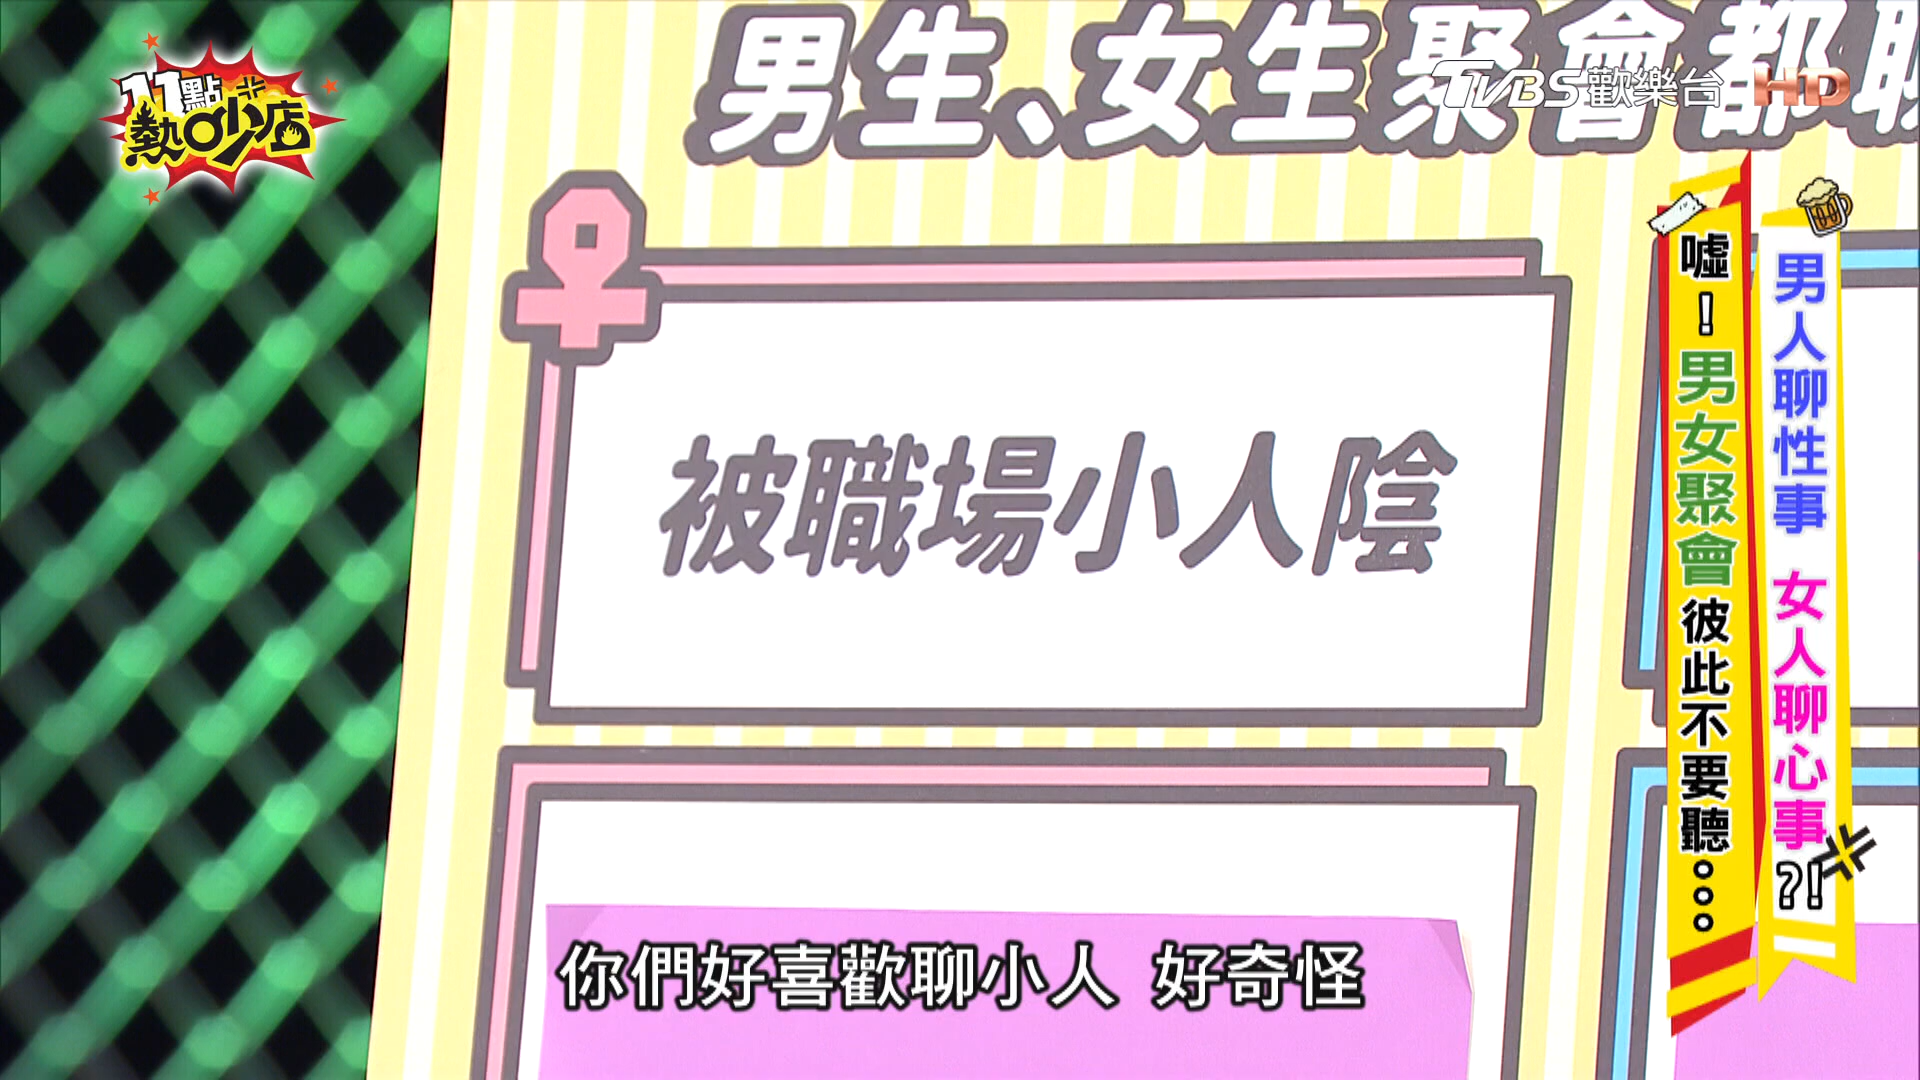 11點
熱吵店
男生、女生聚會都聊
TVBS歡樂台 HD
男人聊性事 女人聊心事?!
噓!男女聚會彼此不要聽…
被職場小人陰
你們好喜歡聊小人 好奇怪